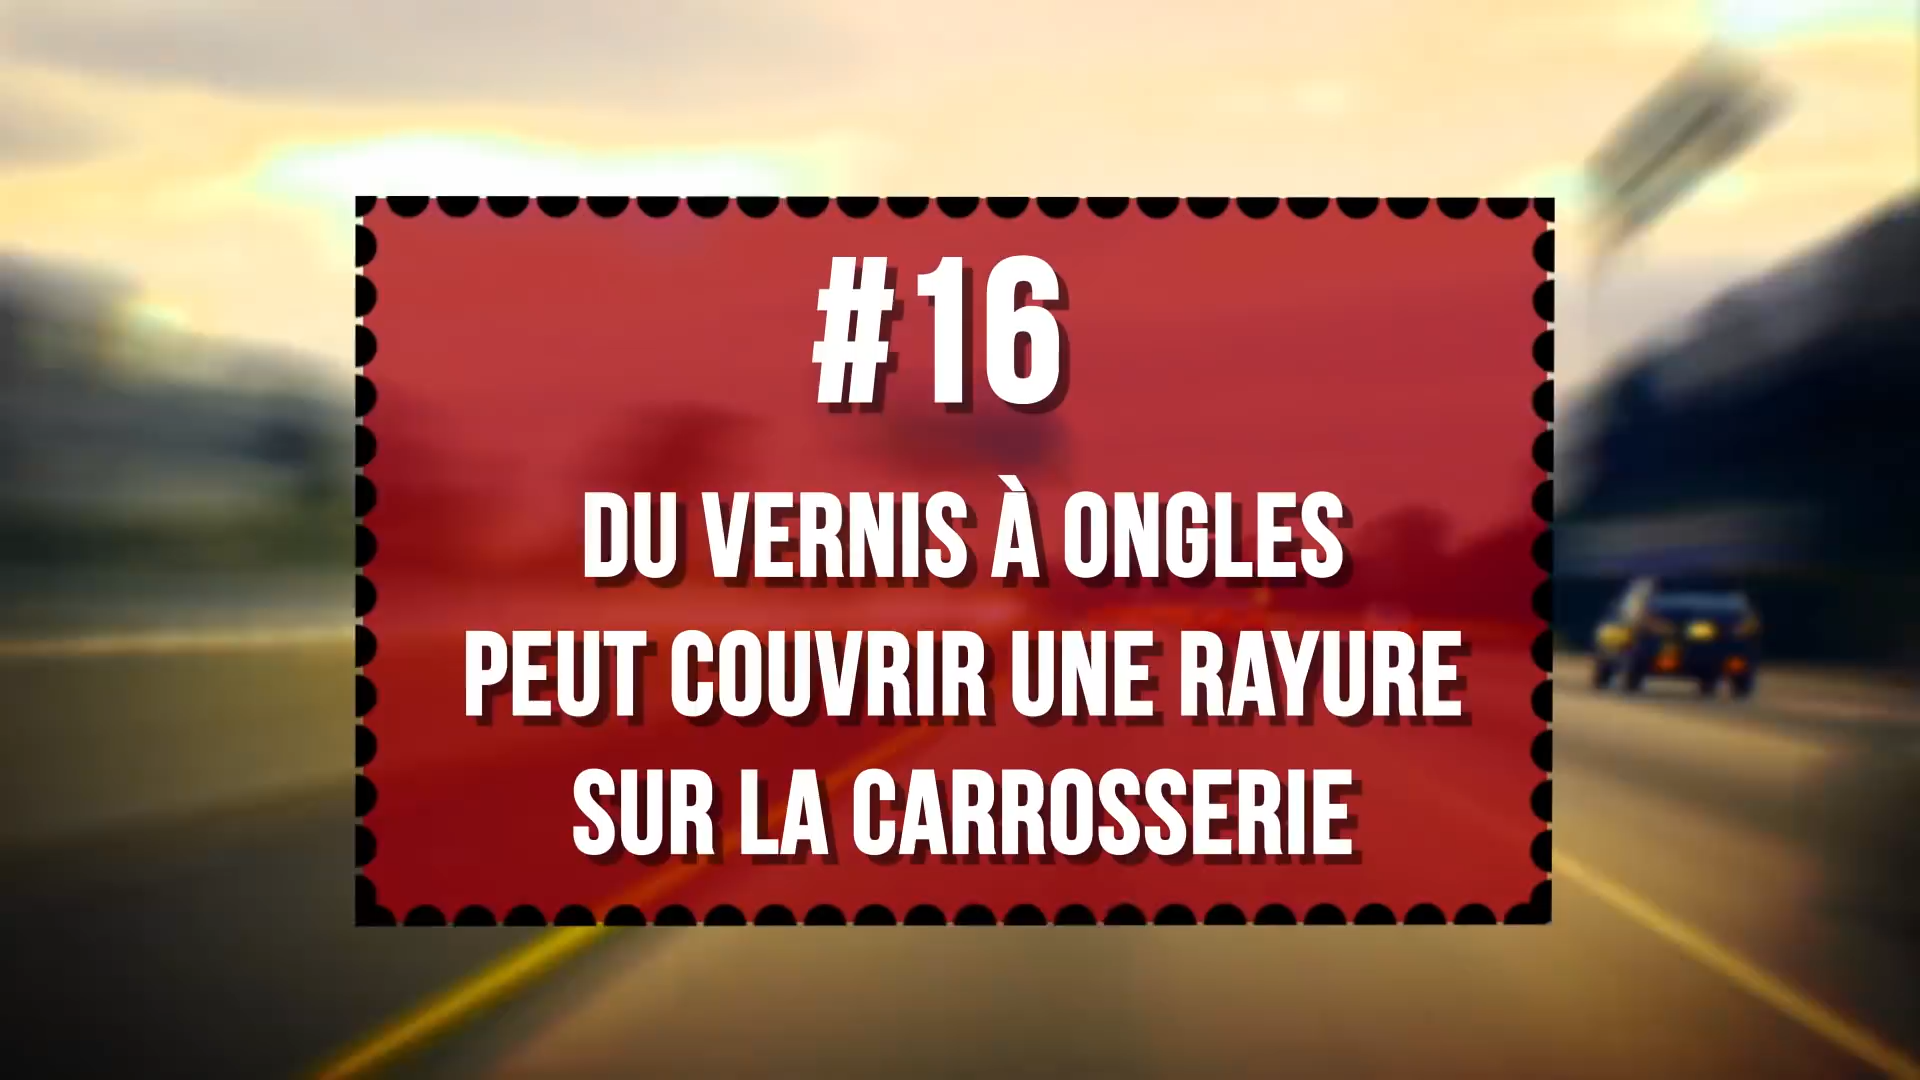 #16
DU VERNIS À ONGLES
PEUT COUVRIR UNE RAYURE
SUR LA CARROSSERIE